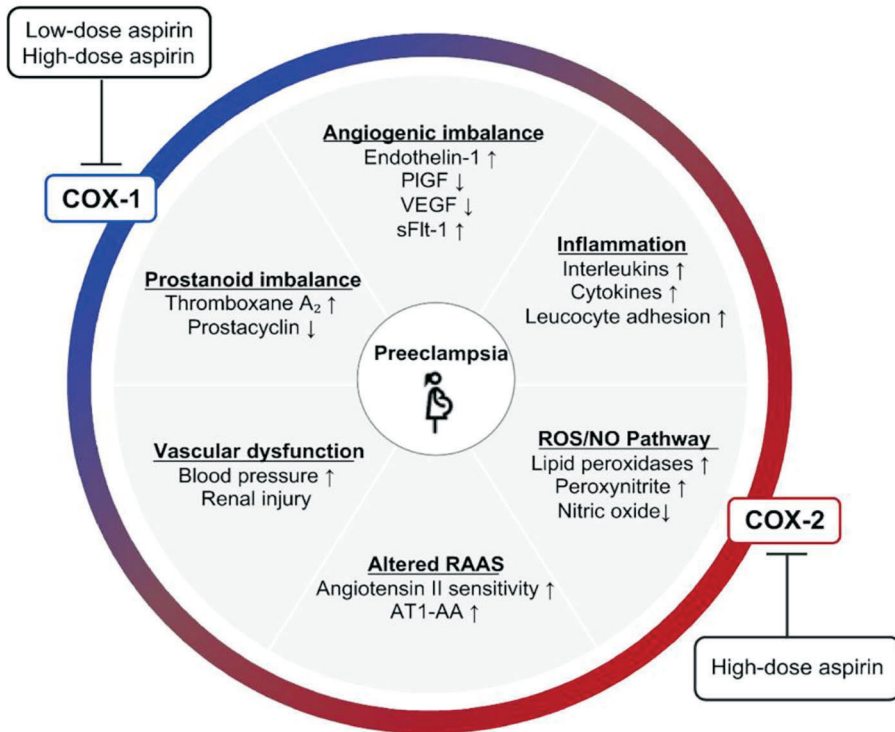 Low-dose aspirin
High-dose aspirin
COX-1
Angiogenic imbalance
Endothelin-1 ↑
PlGF ↓
VEGF ↓
sFlt-1 ↑
Inflammation
Interleukins ↑
Cytokines ↑
Leucocyte adhesion ↑
Prostanoid imbalance
Thromboxane A₂ ↑
Prostacyclin ↓
Preeclampsia
Vascular dysfunction
Blood pressure ↑
Renal injury
ROS/NO Pathway
Lipid peroxidases ↑
Peroxynitrite ↑
Nitric oxide↓
COX-2
Altered RAAS
Angiotensin II sensitivity ↑
AT1-AA ↑
High-dose aspirin